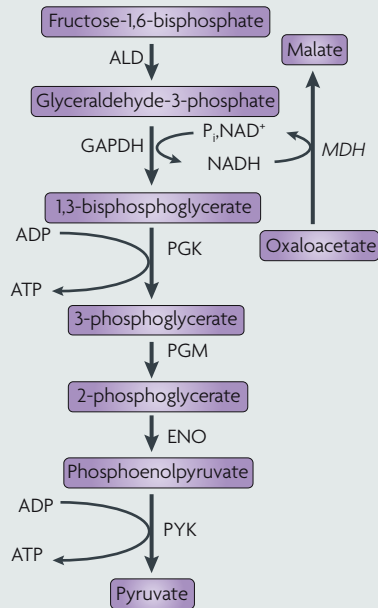 Fructose-1,6-bisphosphate
Malate
ALD
Glyceraldehyde-3-phosphate
GAPDH
Pi,NAD⁺
NADH
MDH
1,3-bisphosphoglycerate
ADP
PGK
Oxaloacetate
ATP
3-phosphoglycerate
PGM
2-phosphoglycerate
ENO
Phosphoenolpyruvate
ADP
PYK
ATP
Pyruvate